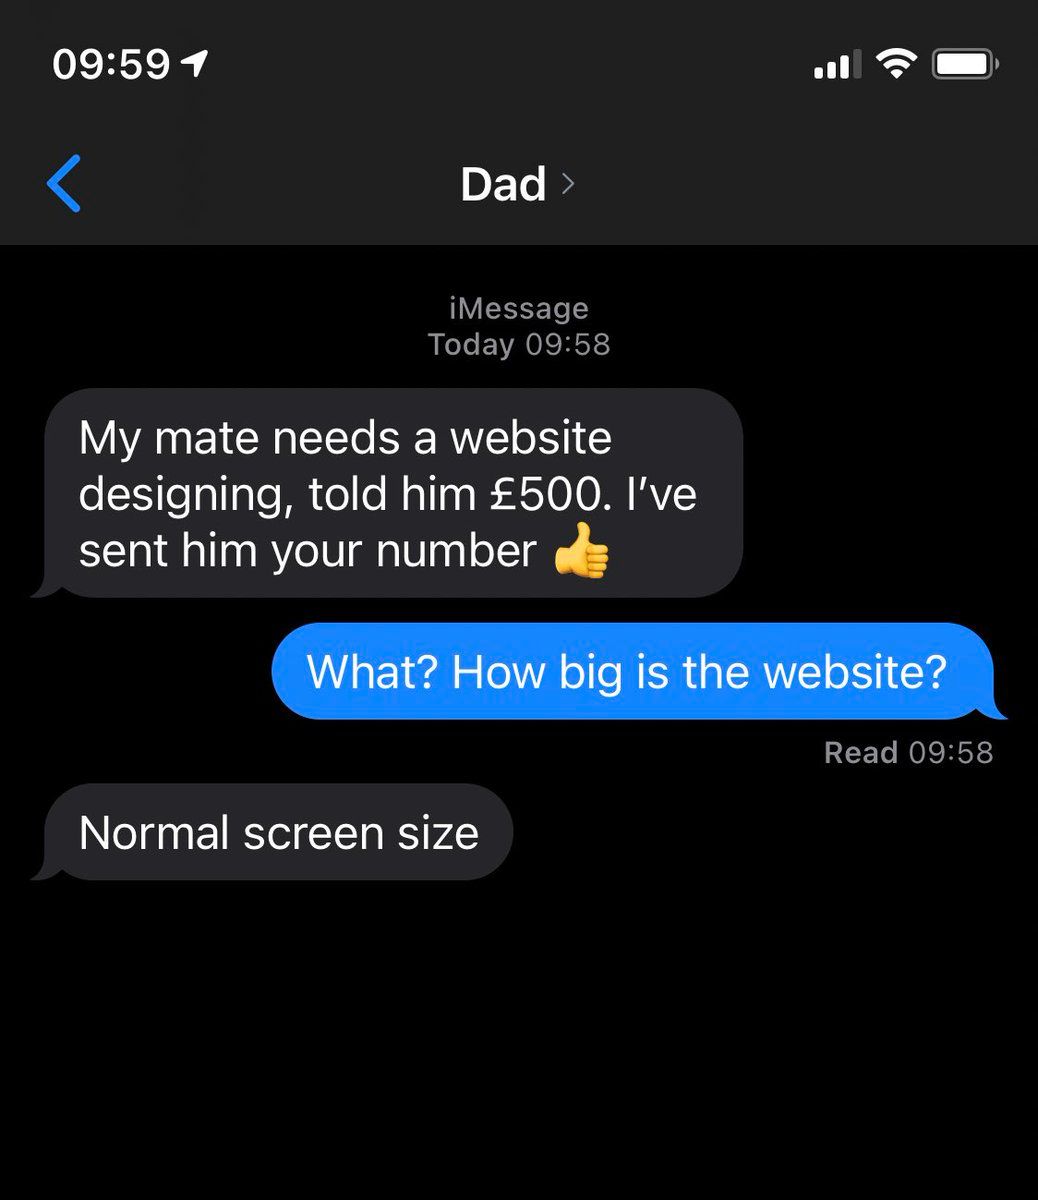 09:59
Dad
iMessage
Today 09:58
My mate needs a website
designing, told him £500. I’ve
sent him your number 👍
What? How big is the website?
Read 09:58
Normal screen size